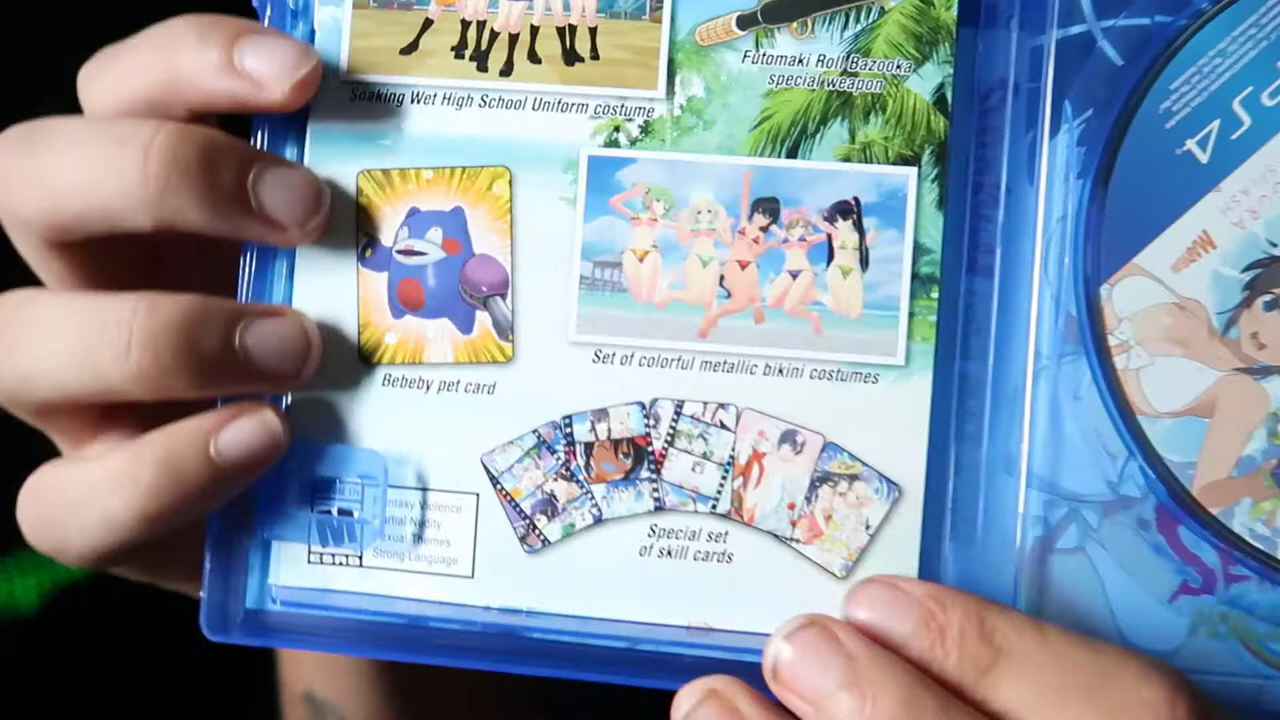 Soaking Wet High School Uniform costume
Futomaki Roll Bazooka
special weapon
Bebeby pet card
Set of colorful metallic bikini costumes
Special set
of skill cards
Fantasy Violence
Partial Nudity
Sexual Themes
Strong Language
M
ESRB
PS4